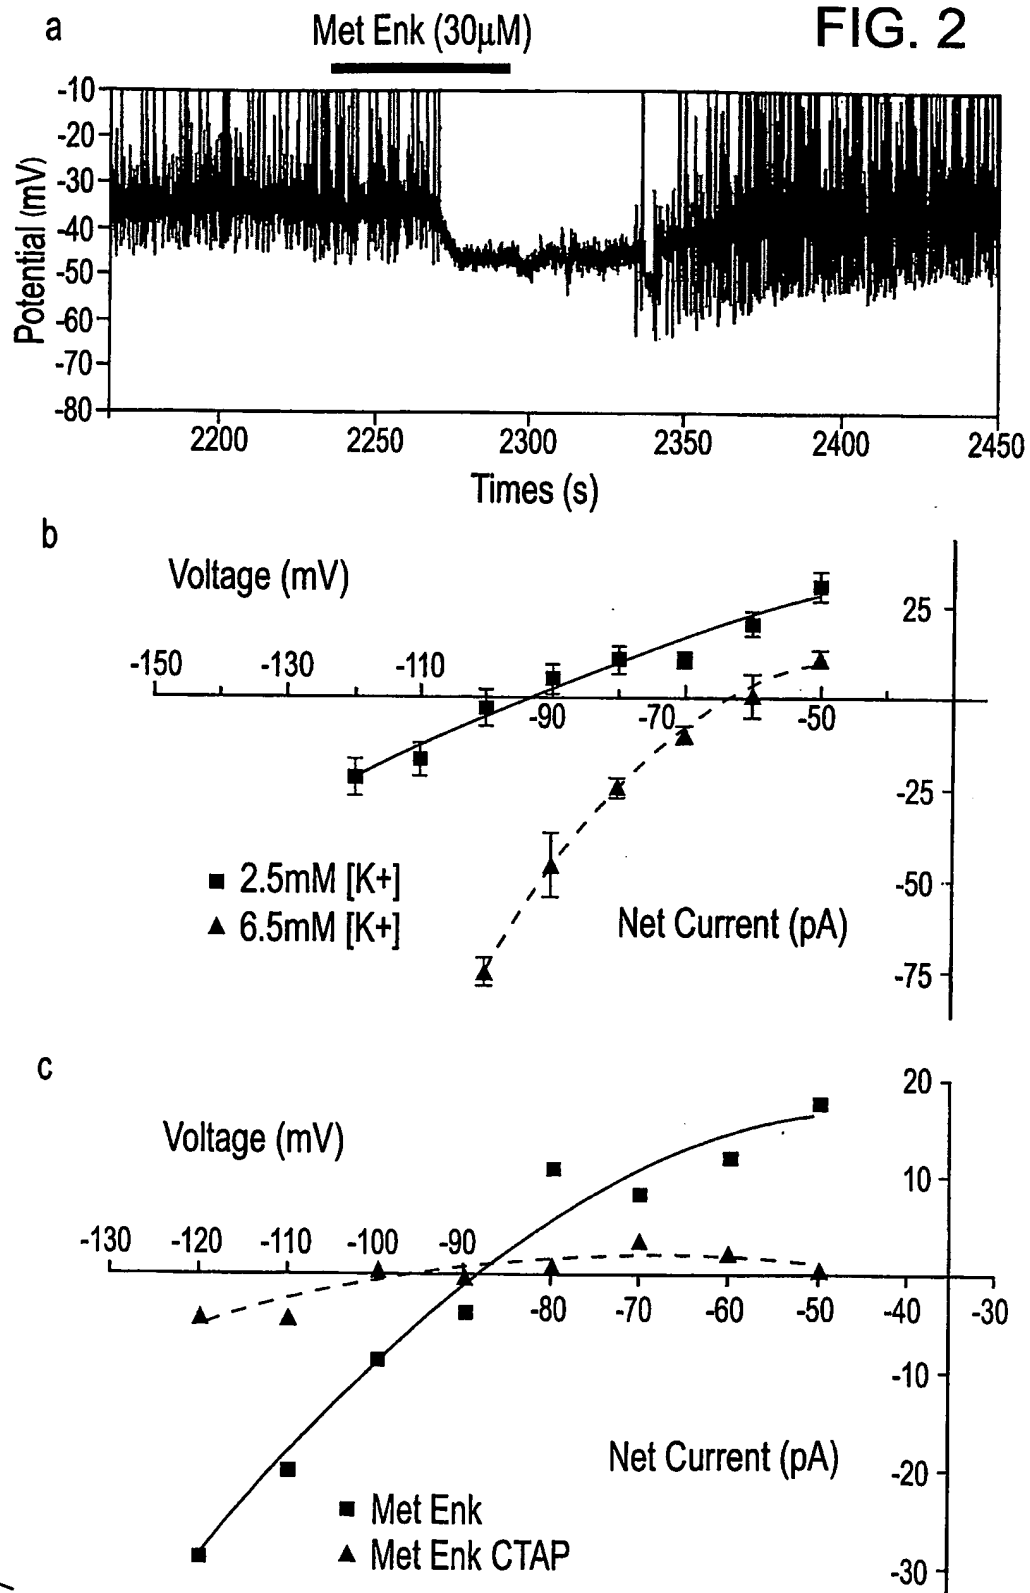 a
Met Enk (30µM)
FIG. 2
Potential (mV)
-10
-20
-30
-40
-50
-60
-70
-80
2200 2250 2300 2350 2400 2450
Times (s)
b
Voltage (mV)
-150 -130 -110 -90 -70 -50
25
-25
-50
-75
2.5mM [K+]
6.5mM [K+]
Net Current (pA)
c
Voltage (mV)
-130 -120 -110 -100 -90 -80 -70 -60 -50 -30
20
10
-10
-20
-30
Net Current (pA)
Met Enk
Met Enk CTAP